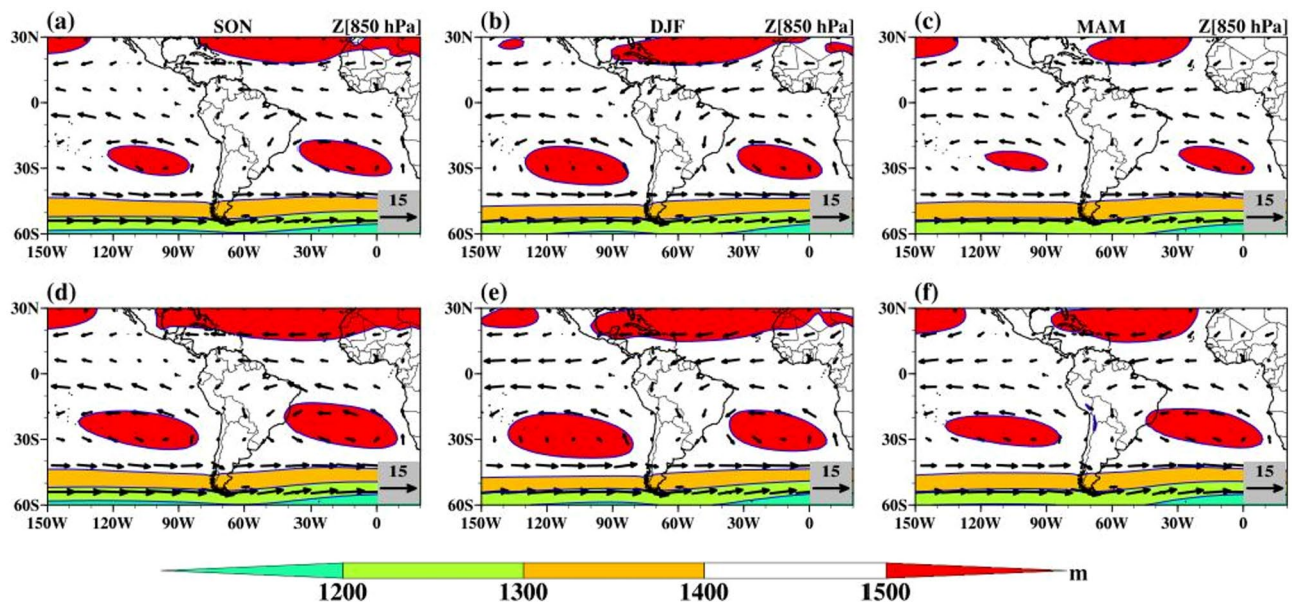 (a) SON Z[850 hPa]
(b) DJF Z[850 hPa]
(c) MAM Z[850 hPa]
30N
0
30S
60S
15
150W 120W 90W 60W 30W 0
30N
0
30S
60S
15
150W 120W 90W 60W 30W 0
30N
0
30S
60S
15
150W 120W 90W 60W 30W 0
(d)
(e)
(f)
30N
0
30S
60S
15
150W 120W 90W 60W 30W 0
30N
0
30S
60S
15
150W 120W 90W 60W 30W 0
30N
0
30S
60S
15
150W 120W 90W 60W 30W 0
1200 1300 1400 1500 m